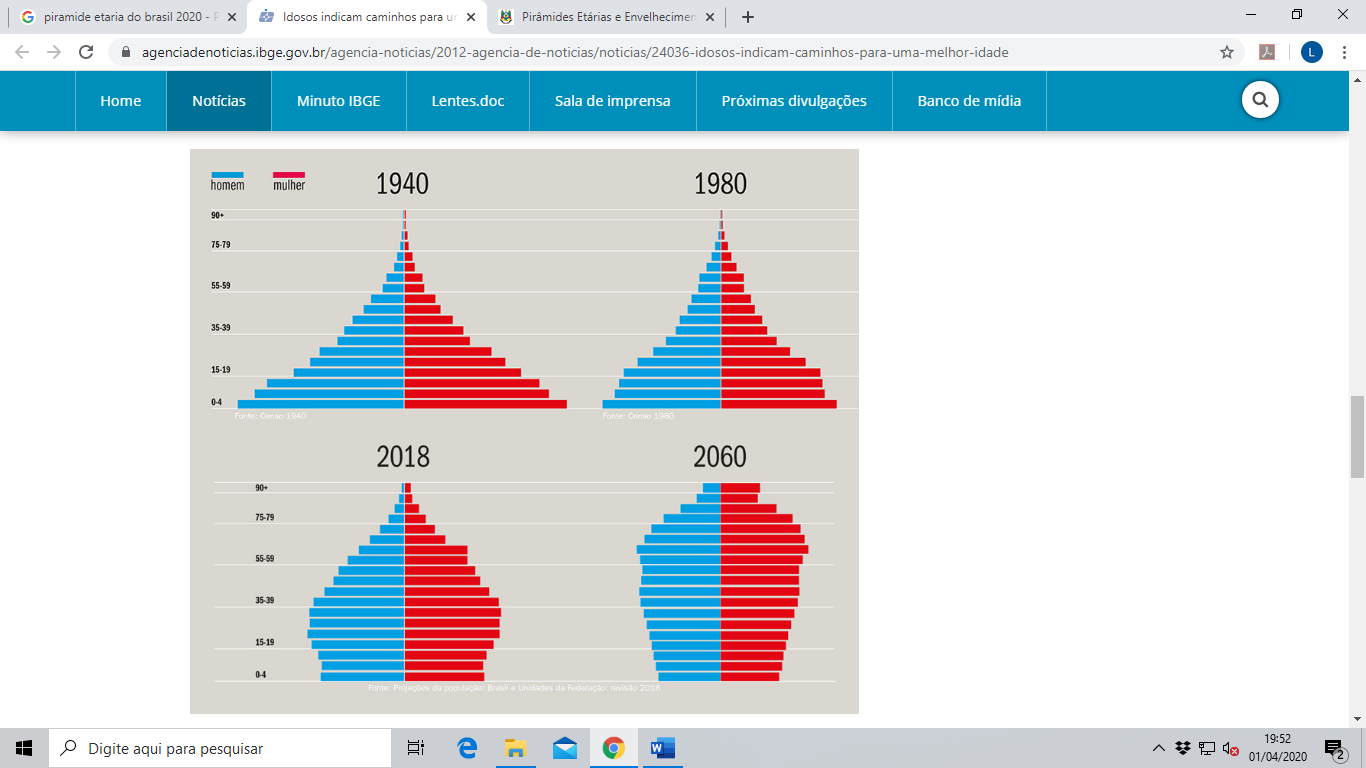 piramide etaria do brasil 2020 - P
Idosos indicam caminhos para um
Pirâmides Etárias e Envelhecimen
agenciadenoticias.ibge.gov.br/agencia-noticias/2012-agencia-de-noticias/noticias/24036-idosos-indicam-caminhos-para-uma-melhor-idade
L
Home
Notícias
Minuto IBGE
Lentes.doc
Sala de imprensa
Próximas divulgações
Banco de mídia
homem
mulher
1940
90+
75-79
55-59
35-39
15-19
0-4
Fonte: Censo 1940
1980
Fonte: Censo 1980
2018
90+
75-79
55-59
35-39
15-19
0-4
2060
Fonte: Projeções da população: Brasil e Unidades da Federação: revisão 2018
Digite aqui para pesquisar
19:52
01/04/2020
2